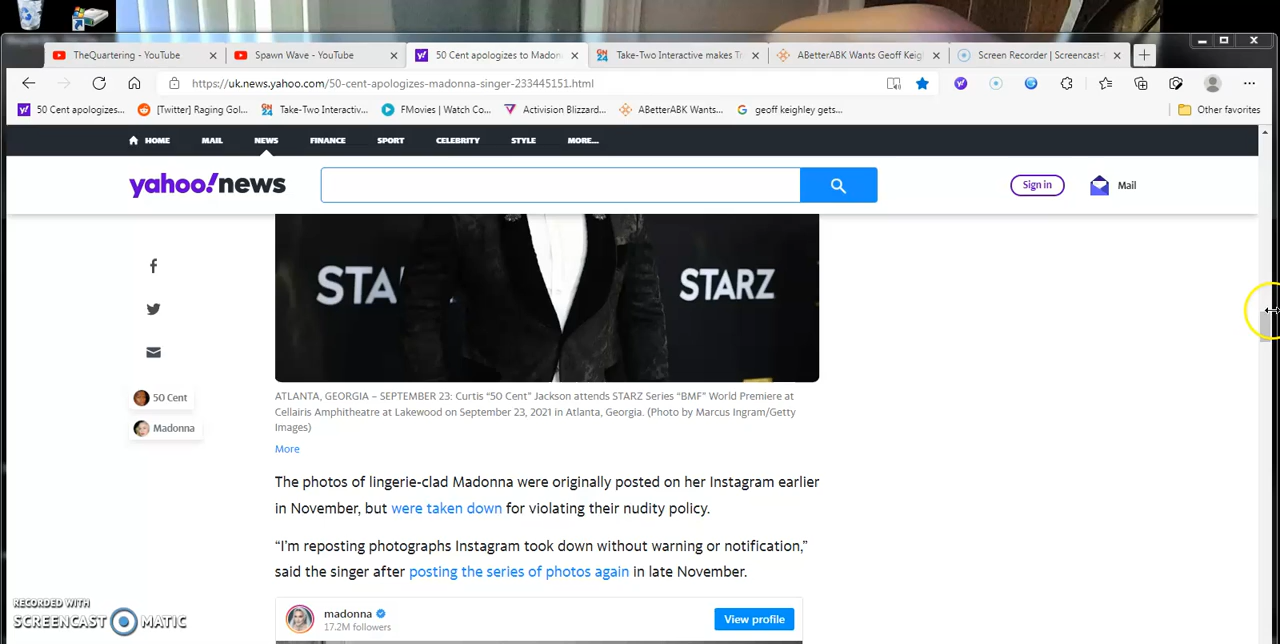 TheQuartering - YouTube
Spawn Wave - YouTube
50 Cent apologizes to Madonn
Take-Two Interactive makes Tr
ABetterABK Wants Geoff Keigh
Screen Recorder | Screencast-
https://uk.news.yahoo.com/50-cent-apologizes-madonna-singer-233445151.html
50 Cent apologizes...
[Twitter] Raging Gol...
Take-Two Interactiv...
FMovies | Watch Co...
Activision Blizzard...
ABetterABK Wants...
geoff keighley gets...
Other favorites
HOME
MAIL
NEWS
FINANCE
SPORT
CELEBRITY
STYLE
MORE...
yahoo!news
Sign in
Mail
STA
STARZ
50 Cent
Madonna
ATLANTA, GEORGIA – SEPTEMBER 23: Curtis “50 Cent” Jackson attends STARZ Series “BMF” World Premiere at
Cellairis Amphitheatre at Lakewood on September 23, 2021 in Atlanta, Georgia. (Photo by Marcus Ingram/Getty
Images)
More
The photos of lingerie-clad Madonna were originally posted on her Instagram earlier
in November, but were taken down for violating their nudity policy.
“I’m reposting photographs Instagram took down without warning or notification,”
said the singer after posting the series of photos again in late November.
madonna
17.2M followers
View profile
RECORDED WITH
SCREENCAST MATIC